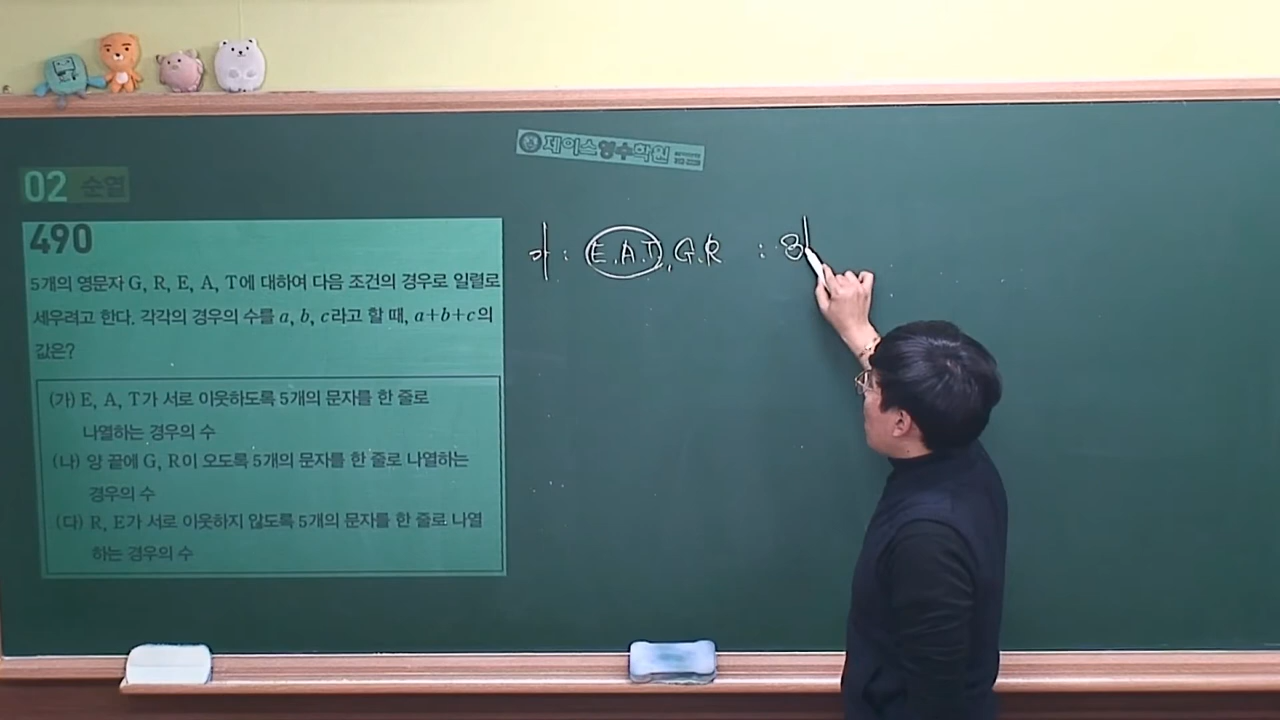 제이스영수학원
02 순열
490
5개의 영문자 G, R, E, A, T에 대하여 다음 조건의 경우로 일렬로
세우려고 한다. 각각의 경우의 수를 a, b, c라고 할 때, a+b+c의
값은?
(가) E, A, T가 서로 이웃하도록 5개의 문자를 한 줄로
나열하는 경우의 수
(나) 양 끝에 G, R이 오도록 5개의 문자를 한 줄로 나열하는
경우의 수
(다) R, E가 서로 이웃하지 않도록 5개의 문자를 한 줄로 나열
하는 경우의 수
가 : E, A, T, G, R : 3!